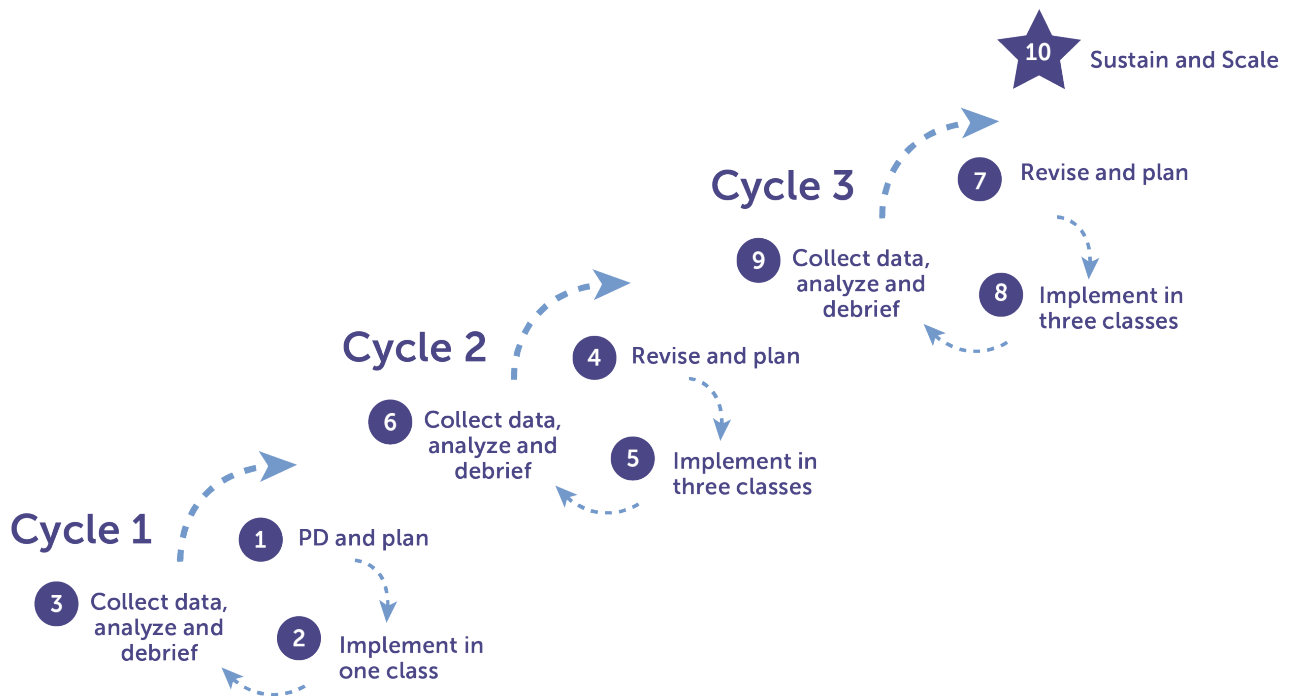 10
Sustain and Scale
Cycle 3
7
Revise and plan
9
Collect data,
analyze and
debrief
8
Implement in
three classes
Cycle 2
4
Revise and plan
6
Collect data,
analyze and
debrief
5
Implement in
three classes
Cycle 1
1
PD and plan
3
Collect data,
analyze and
debrief
2
Implement in
one class